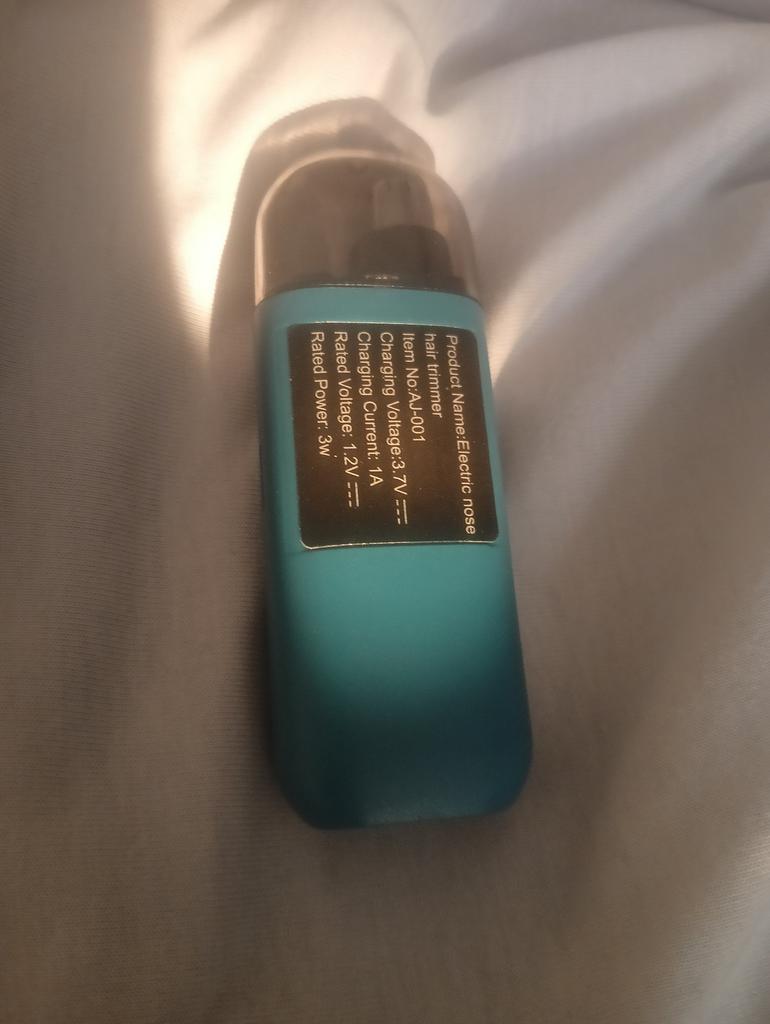 Product Name:Electric nose
hair trimmer
Item No:AJ-001
Charging Voltage:3.7V ⎓
Charging Current: 1A
Rated Voltage: 1.2V ⎓
Rated Power: 3w